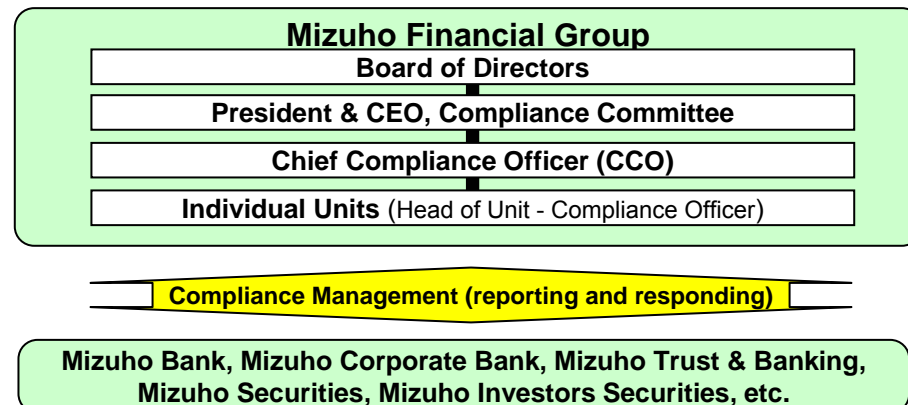 Mizuho Financial Group
Board of Directors
President & CEO, Compliance Committee
Chief Compliance Officer (CCO)
Individual Units (Head of Unit - Compliance Officer)
Compliance Management (reporting and responding)
Mizuho Bank, Mizuho Corporate Bank, Mizuho Trust & Banking,
Mizuho Securities, Mizuho Investors Securities, etc.